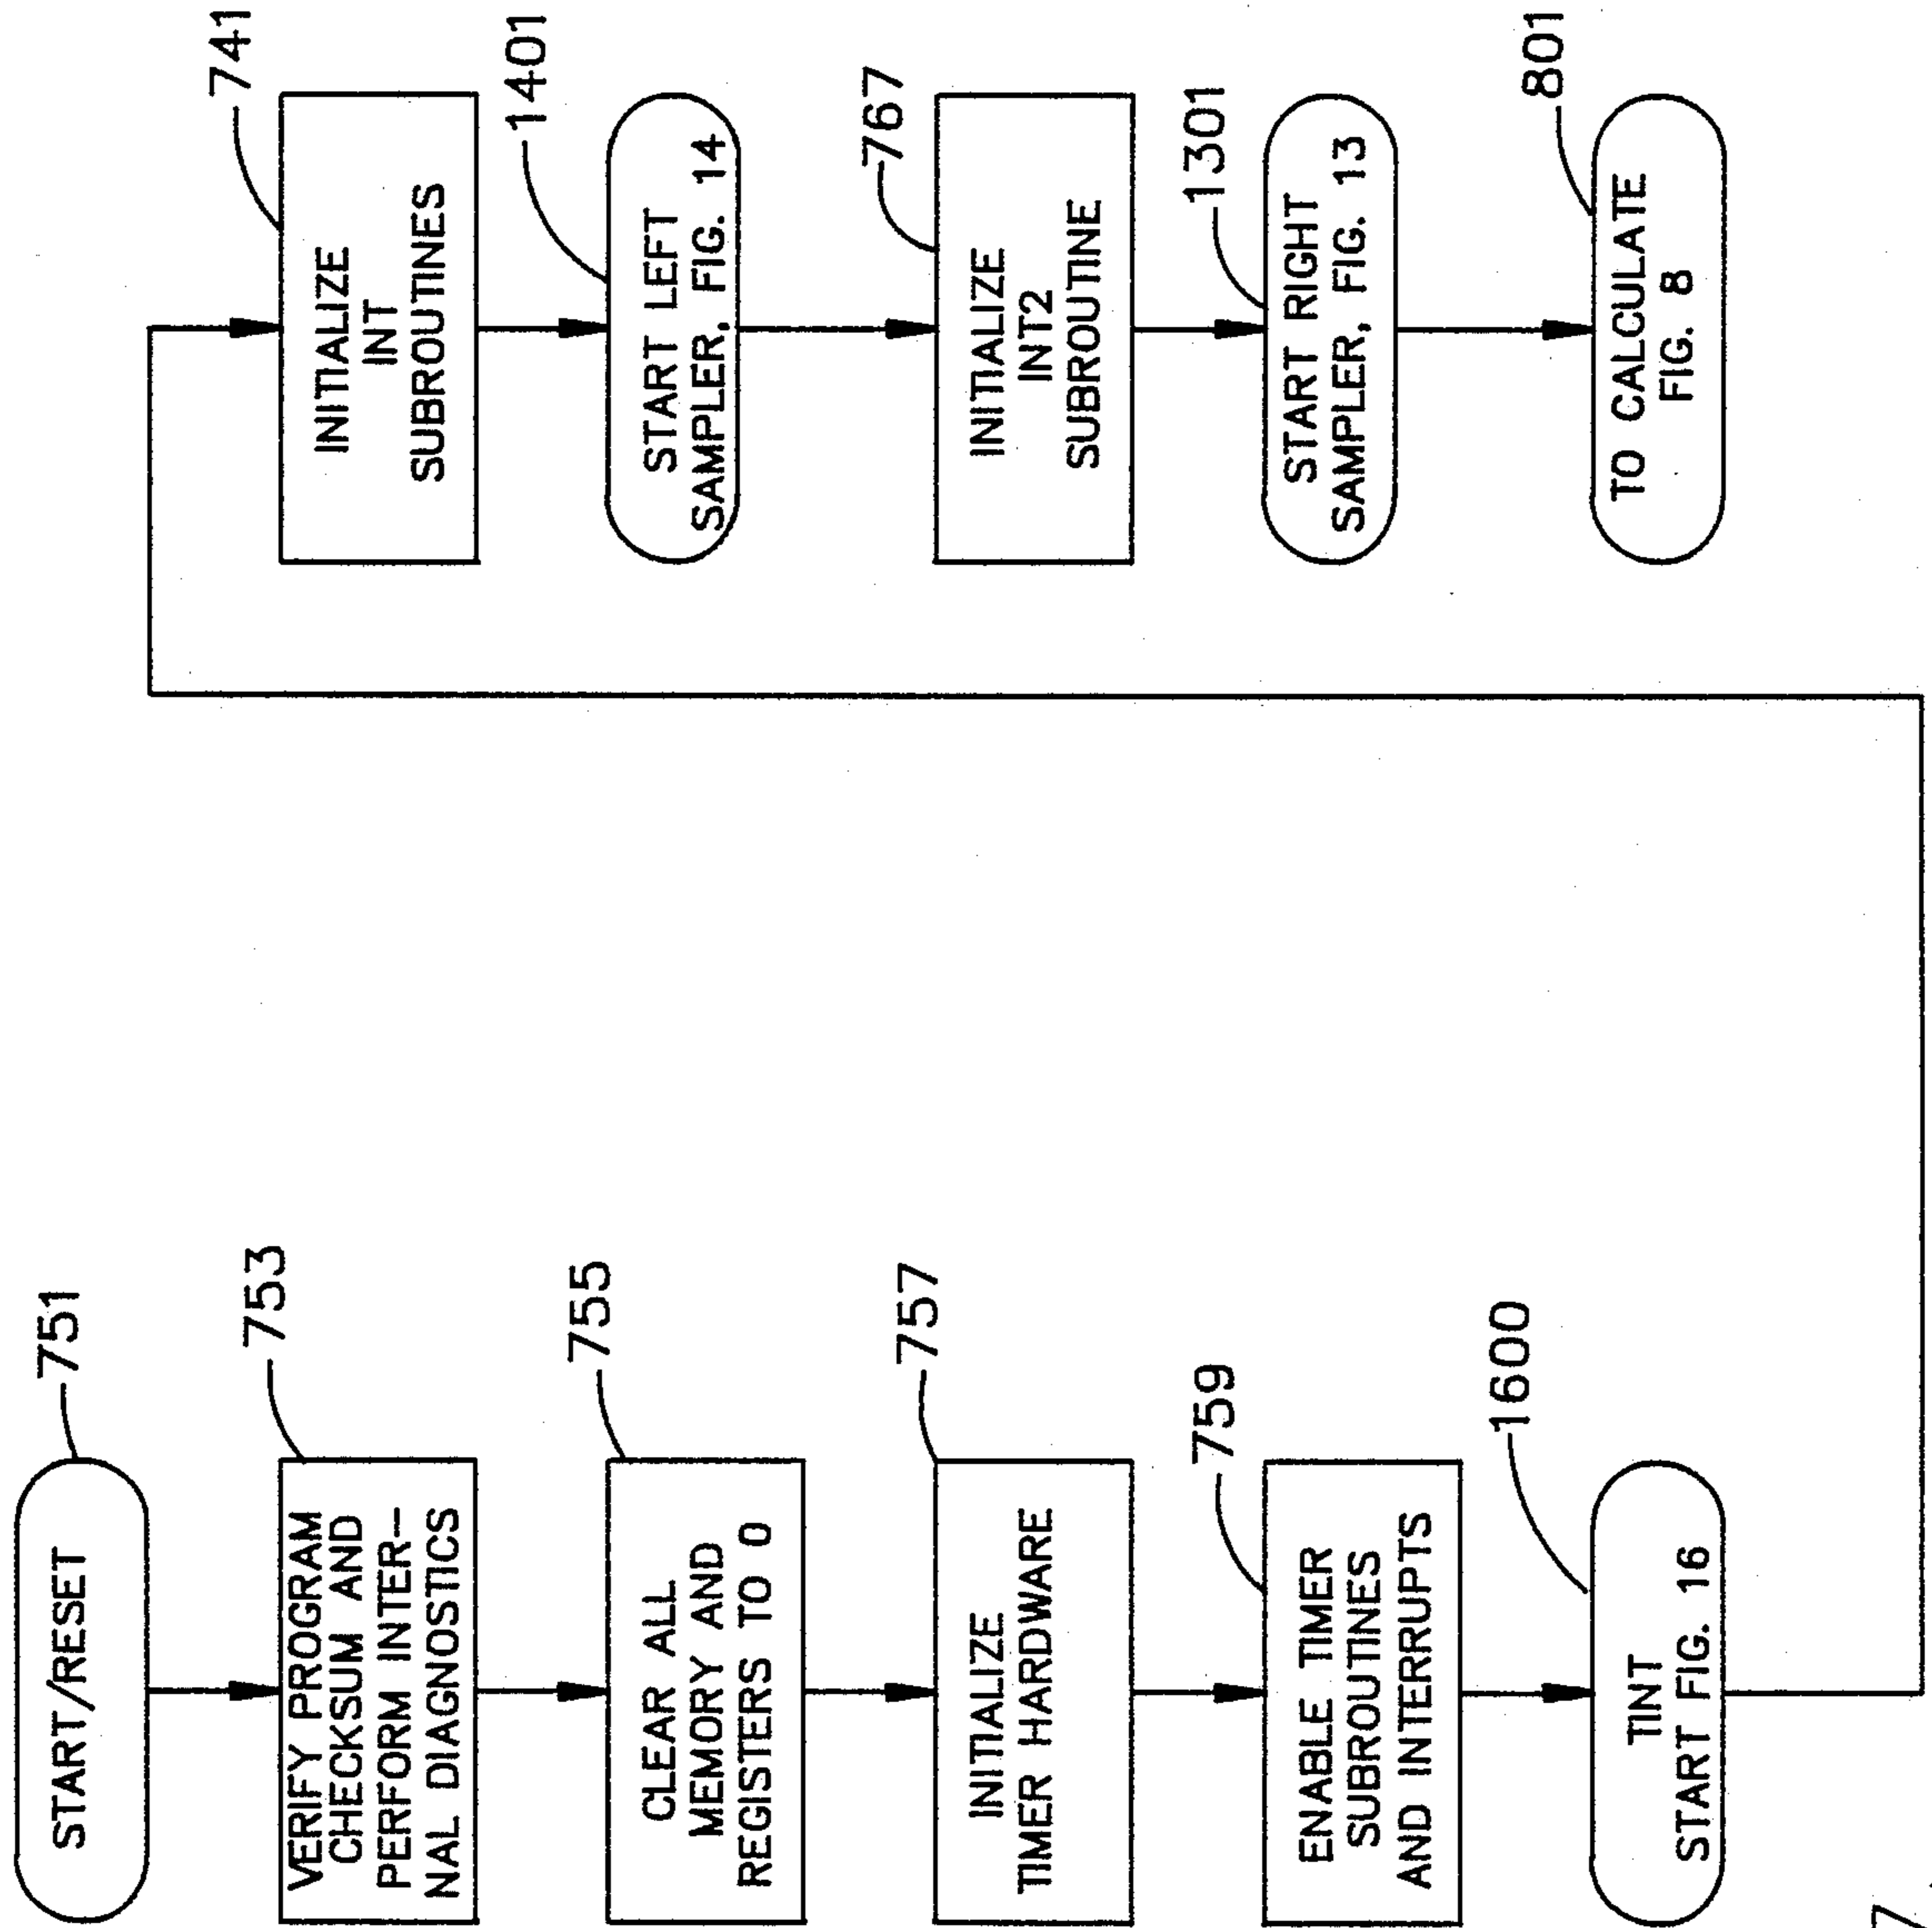 START/RESET
751
VERIFY PROGRAM
CHECKSUM AND
PERFORM INTER-
NAL DIAGNOSTICS
753
CLEAR ALL
MEMORY AND
REGISTERS TO 0
755
INITIALIZE
TIMER HARDWARE
757
ENABLE TIMER
SUBROUTINES
AND INTERRUPTS
759
TINT
START FIG. 16
1600
INITIALIZE
INT
SUBROUTINES
741
START LEFT
SAMPLER, FIG. 14
1401
INITIALIZE
INT2
SUBROUTINE
767
START RIGHT
SAMPLER, FIG. 13
1301
TO CALCULATE
FIG. 8
801